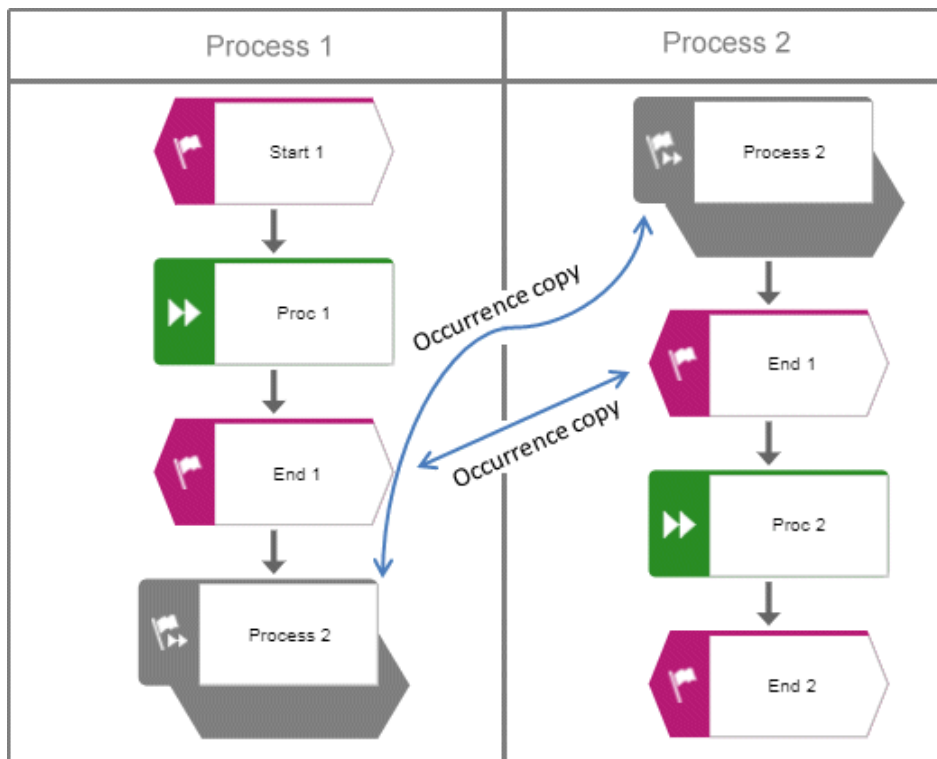 Process 1
Process 2
Start 1
Proc 1
End 1
Process 2
Occurrence copy
Occurrence copy
Process 2
End 1
Proc 2
End 2